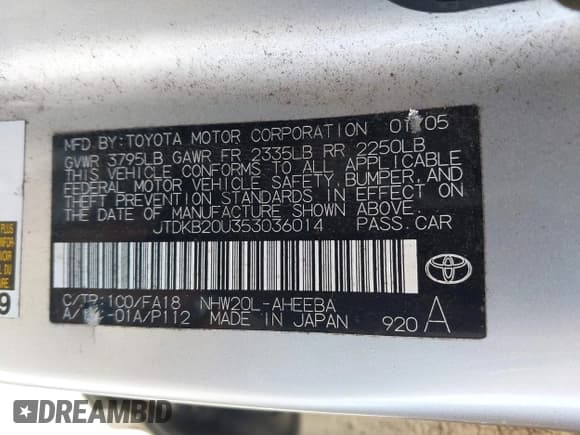 MFD.BY:TOYOTA MOTOR CORPORATION 01/05
GVWR 3795LB GAWR FR 2335LB RR 2250LB
THIS VEHICLE CONFORMS TO ALL APPLICABLE
FEDERAL MOTOR VEHICLE SAFETY, BUMPER, AND
THEFT PREVENTION STANDARDS IN EFFECT ON
THE DATE OF MANUFACTURE SHOWN ABOVE.
JTDKB20U353036014 PASS.CAR
C/TR:1C0/FA18 NHW20L-AHEEBA
-01A/P112 MADE IN JAPAN 920 A
PLUS
9
DREAMBID